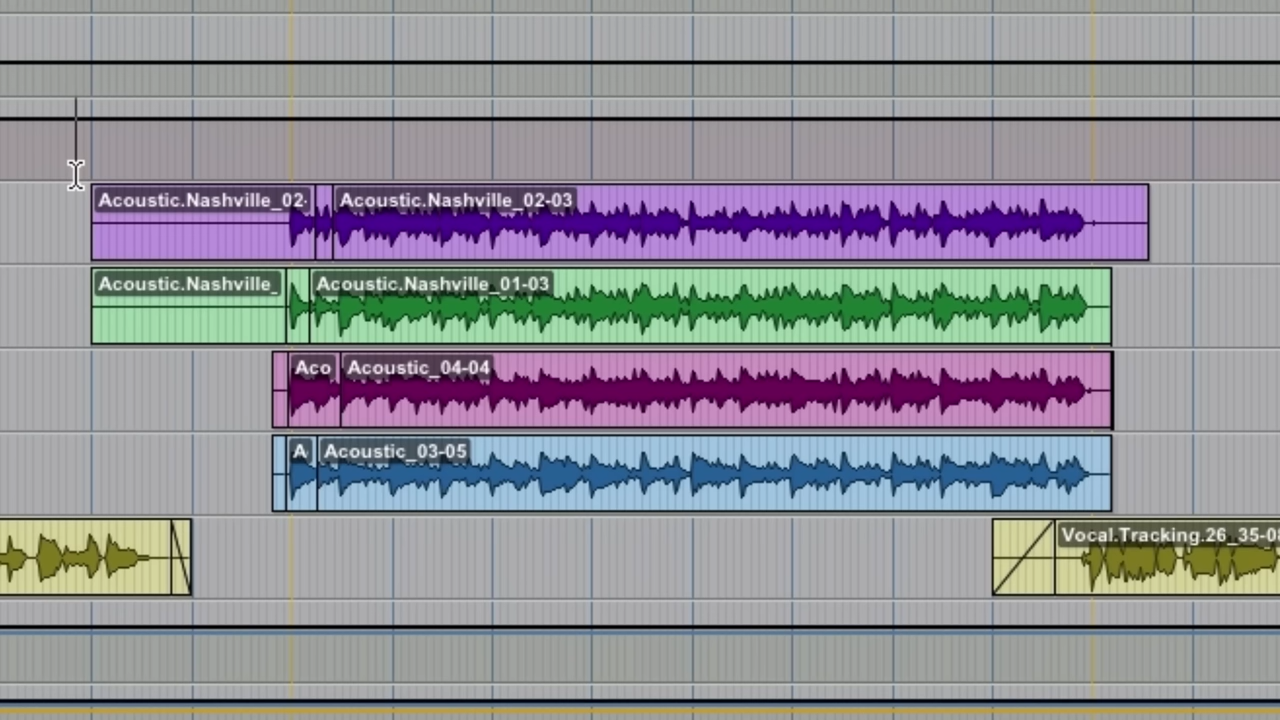 Acoustic.Nashville_02-
Acoustic.Nashville_02-03
Acoustic.Nashville_
Acoustic.Nashville_01-03
Aco
Acoustic_04-04
A
Acoustic_03-05
Vocal.Tracking.26_35-0